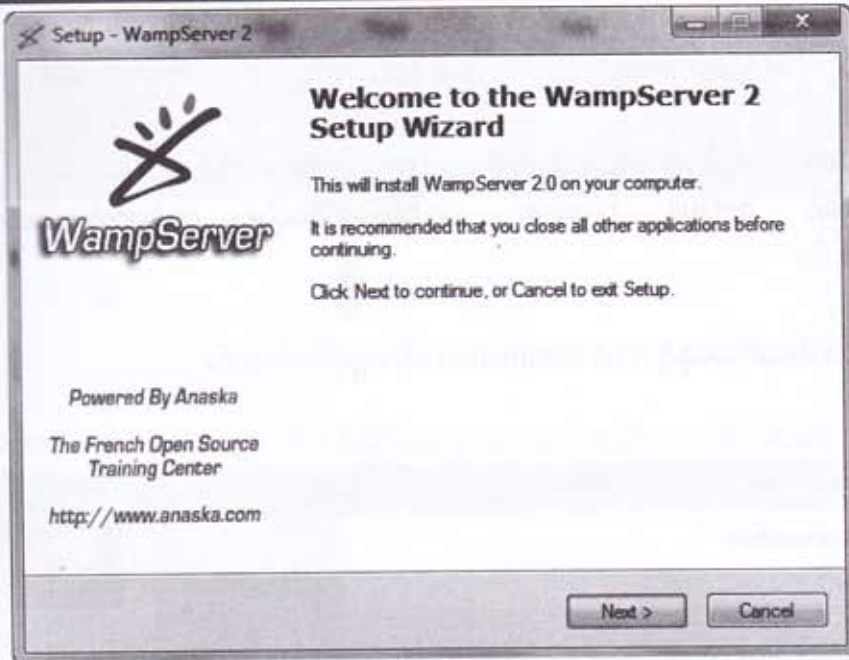 Setup - WampServer 2
WampServer
Powered By Anaska
The French Open Source
Training Center
http://www.anaska.com
Welcome to the WampServer 2
Setup Wizard
This will install WampServer 2.0 on your computer.
It is recommended that you close all other applications before
continuing.
Click Next to continue, or Cancel to exit Setup.
Next >
Cancel